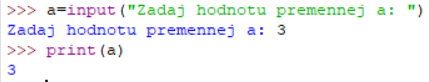 >>> a=input("Zadaj hodnotu premennej a: ")
Zadaj hodnotu premennej a: 3
>>> print(a)
3